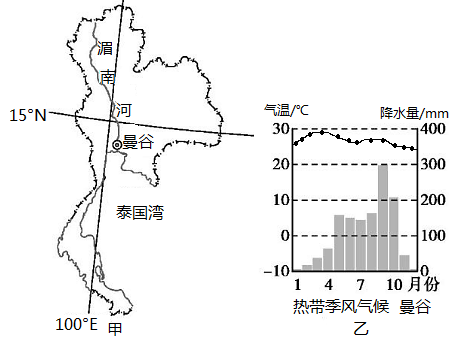 湄
南
河
15°N
曼谷
泰国湾
100°E
甲
气温/℃
降水量/mm
30
400
20
300
10
200
0
100
-10
0
1
4
7
10
月份
热带季风气候
曼谷
乙